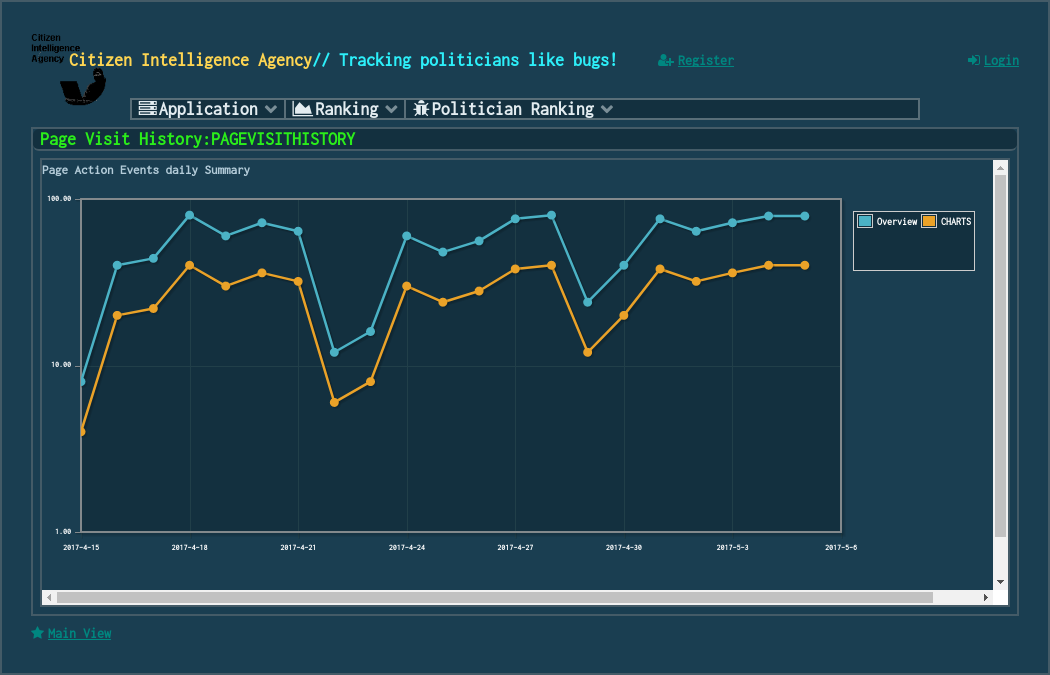 Citizen
Intelligence
Agency
Citizen Intelligence Agency// Tracking politicians like bugs!
Register
Login
Application
Ranking
Politician Ranking
Page Visit History:PAGEVISITHISTORY
Page Action Events daily Summary
100.00
10.00
1.00
2017-4-15
2017-4-18
2017-4-21
2017-4-24
2017-4-27
2017-4-30
2017-5-3
2017-5-6
Overview
CHARTS
Main View